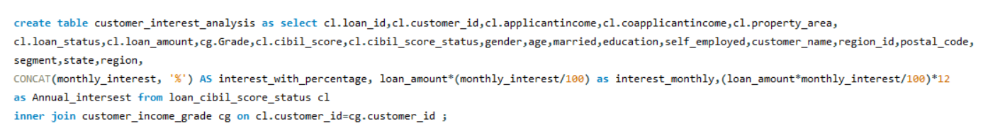 create table customer_interest_analysis as select cl.loan_id,cl.customer_id,cl.applicantincome,cl.coapplicantincome,cl.property_area,
cl.loan_status,cl.loan_amount,cg.Grade,cl.cibil_score,cl.cibil_score_status,gender,age,married,education,self_employed,customer_name,region_id,postal_code,
segment,state,region,
CONCAT(monthly_interest, '%') AS interest_with_percentage, loan_amount*(monthly_interest/100) as interest_monthly,(loan_amount*monthly_interest/100)*12
as Annual_intersest from loan_cibil_score_status cl
inner join customer_income_grade cg on cl.customer_id=cg.customer_id ;